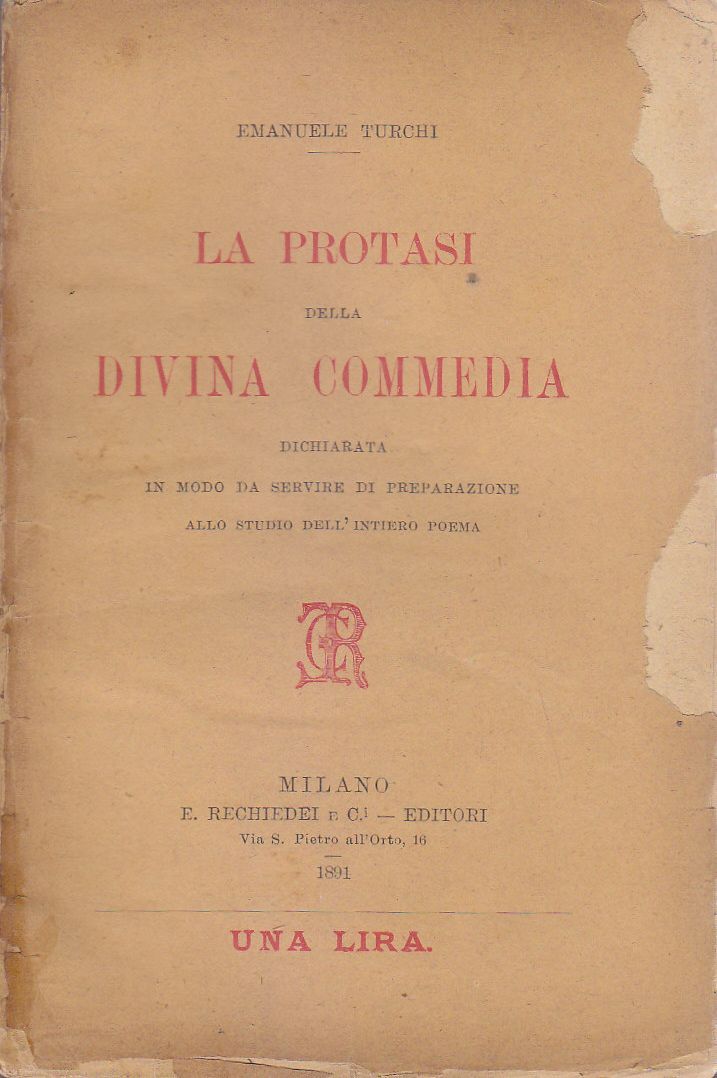 EMANUELE TURCHI
LA PROTASI
DELLA
DIVINA COMMEDIA
DICHIARATA
IN MODO DA SERVIRE DI PREPARAZIONE
ALLO STUDIO DELL' INTIERO POEMA
MILANO
E. RECHIEDEI E C.i — EDITORI
Via S. Pietro all'Orto, 16
1891
UNA LIRA.